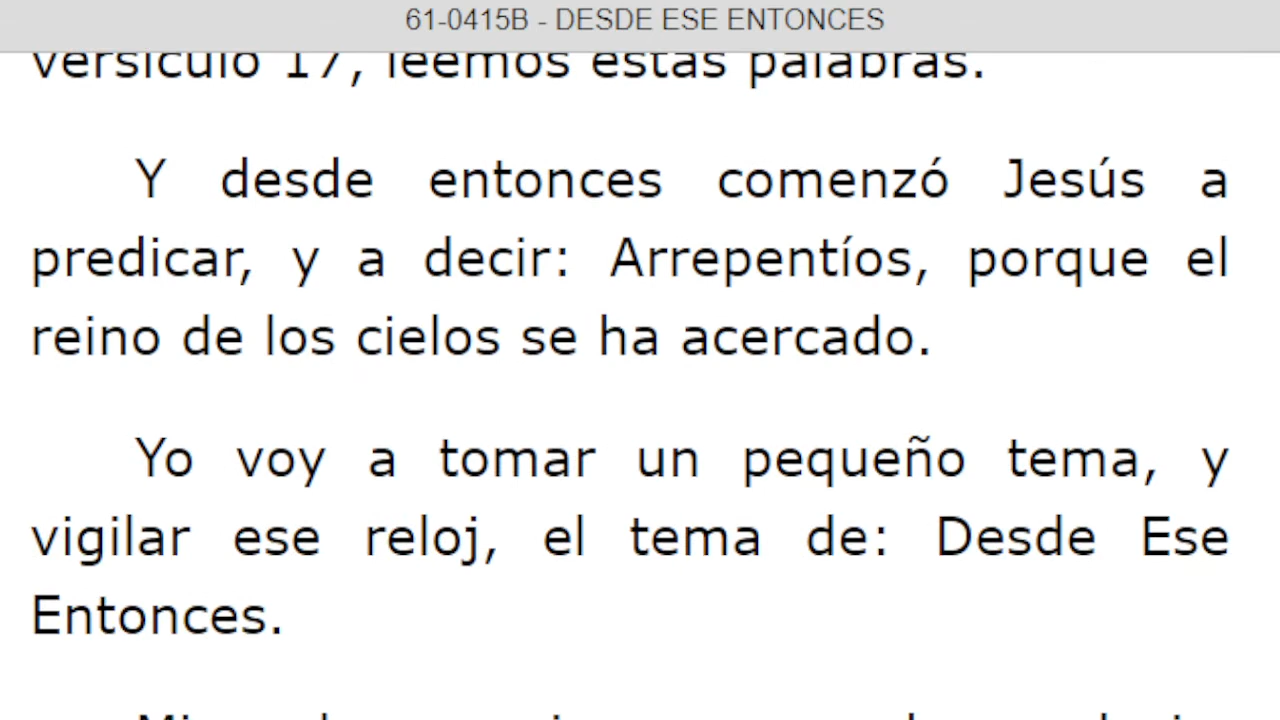 61-0415B - DESDE ESE ENTONCES
versículo 17, leemos estas palabras.
Y desde entonces comenzó Jesús a
predicar, y a decir: Arrepentíos, porque el
reino de los cielos se ha acercado.
Yo voy a tomar un pequeño tema, y
vigilar ese reloj, el tema de: Desde Ese
Entonces.